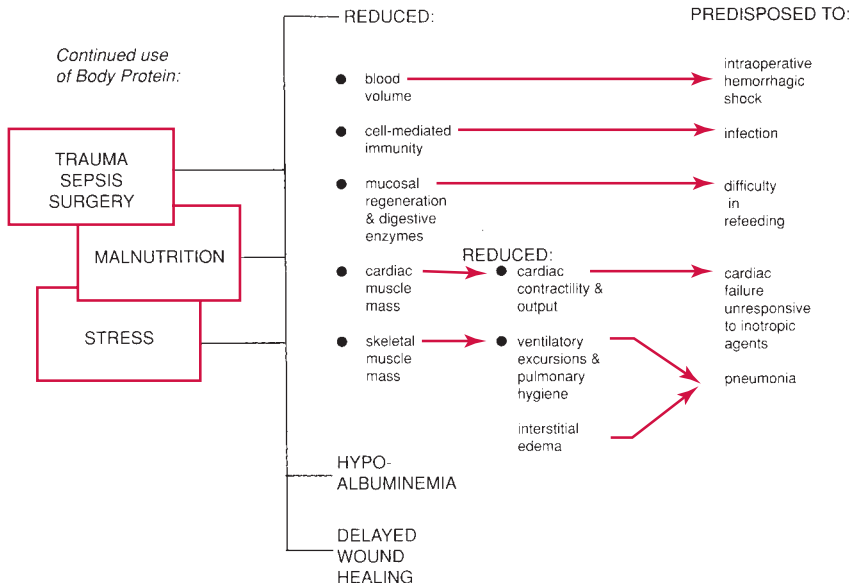 Continued use
of Body Protein:
TRAUMA
SEPSIS
SURGERY
MALNUTRITION
STRESS
REDUCED:
PREDISPOSED TO:
blood
volume
intraoperative
hemorrhagic
shock
cell-mediated
immunity
infection
mucosal
regeneration
& digestive
enzymes
difficulty
in
refeeding
REDUCED:
cardiac
muscle
mass
cardiac
contractility &
output
cardiac
failure
unresponsive
to inotropic
agents
skeletal
muscle
mass
ventilatory
excursions &
pulmonary
hygiene
interstitial
edema
pneumonia
HYPO-
ALBUMINEMIA
DELAYED
WOUND
HEALING